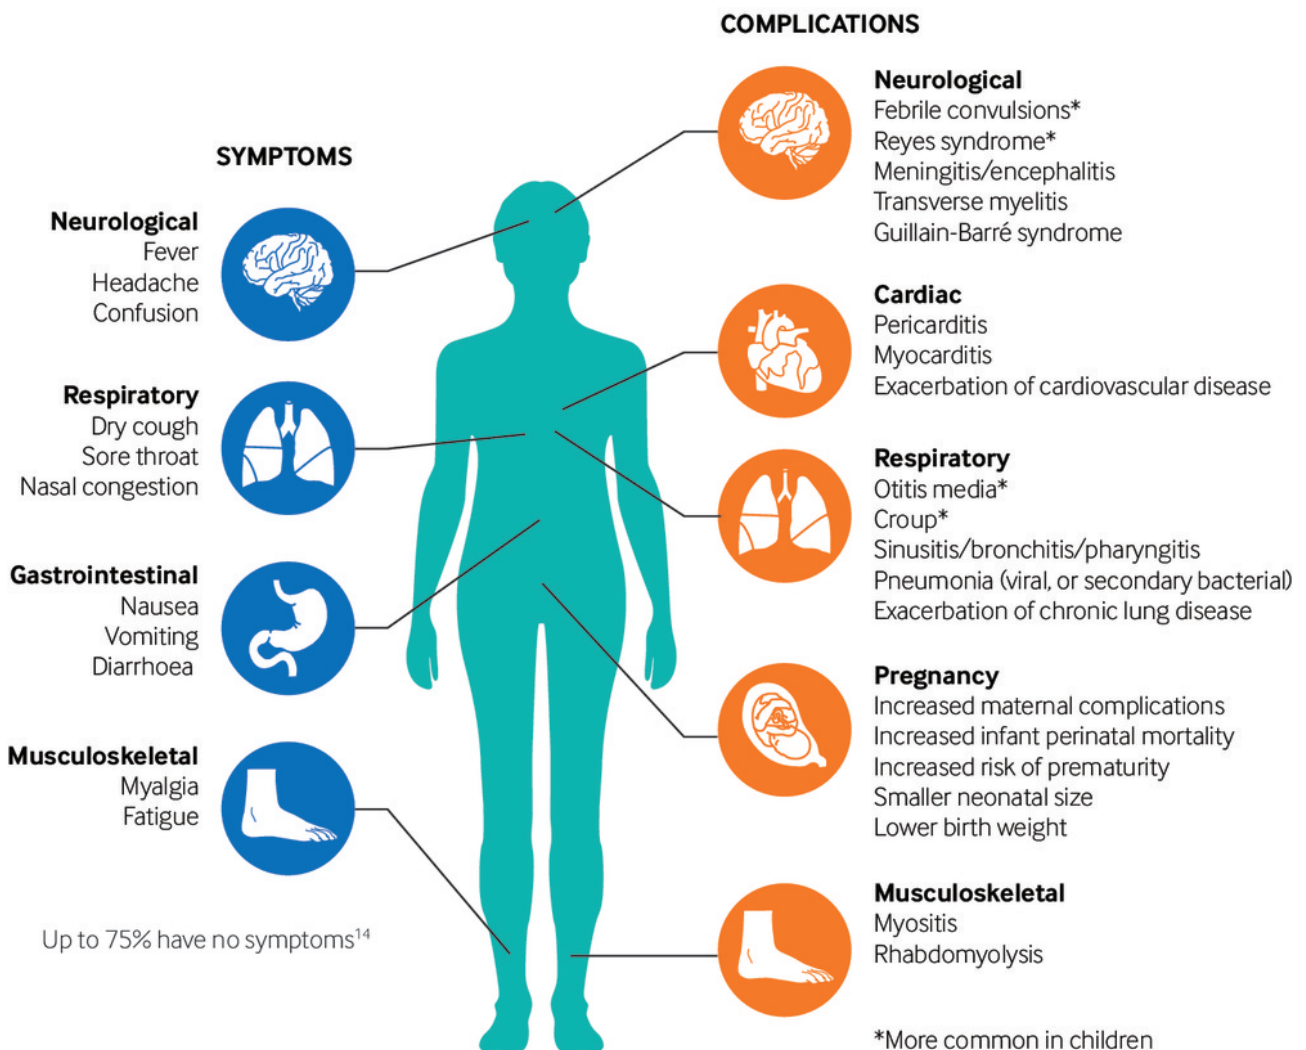 SYMPTOMS
Neurological
Fever
Headache
Confusion
Respiratory
Dry cough
Sore throat
Nasal congestion
Gastrointestinal
Nausea
Vomiting
Diarrhoea
Musculoskeletal
Myalgia
Fatigue
Up to 75% have no symptoms¹⁴
COMPLICATIONS
Neurological
Febrile convulsions*
Reyes syndrome*
Meningitis/encephalitis
Transverse myelitis
Guillain-Barré syndrome
Cardiac
Pericarditis
Myocarditis
Exacerbation of cardiovascular disease
Respiratory
Otitis media*
Croup*
Sinusitis/bronchitis/pharyngitis
Pneumonia (viral, or secondary bacterial)
Exacerbation of chronic lung disease
Pregnancy
Increased maternal complications
Increased infant perinatal mortality
Increased risk of prematurity
Smaller neonatal size
Lower birth weight
Musculoskeletal
Myositis
Rhabdomyolysis
*More common in children